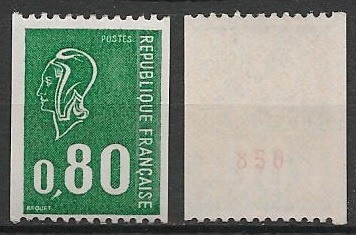 POSTES
REPUBLIQUE FRANÇAISE
0,80
BEQUET
850